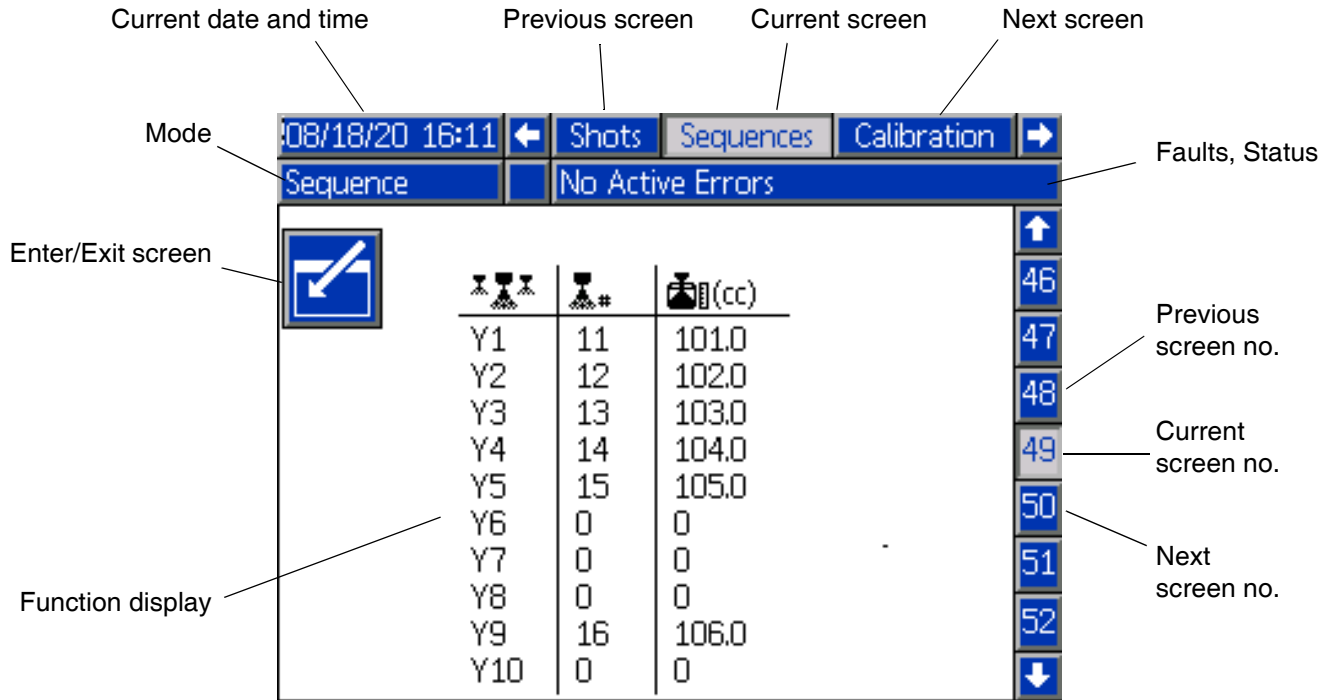 Current date and time
Previous screen
Current screen
Next screen
Mode
Faults, Status
Enter/Exit screen
:08/18/20 16:11 Shots Sequences Calibration
Sequence No Active Errors
# (cc)
Y1 11 101.0
Y2 12 102.0
Y3 13 103.0
Y4 14 104.0
Y5 15 105.0
Y6 0 0
Y7 0 0
Y8 0 0
Y9 16 106.0
Y10 0 0
46
47
48
49
50
51
52
Previous
screen no.
Current
screen no.
Next
screen no.
Function display